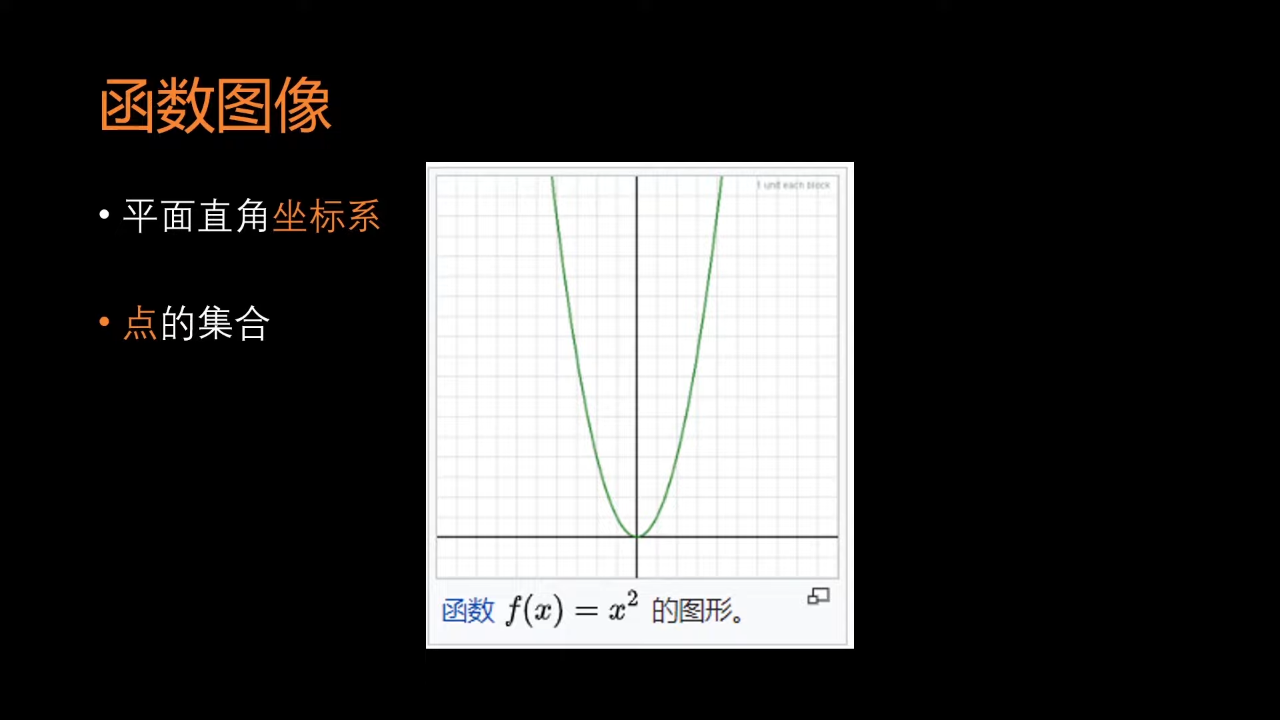 函数图像
• 平面直角坐标系
• 点的集合
1 unit each block
函数 f(x) = x² 的图形。